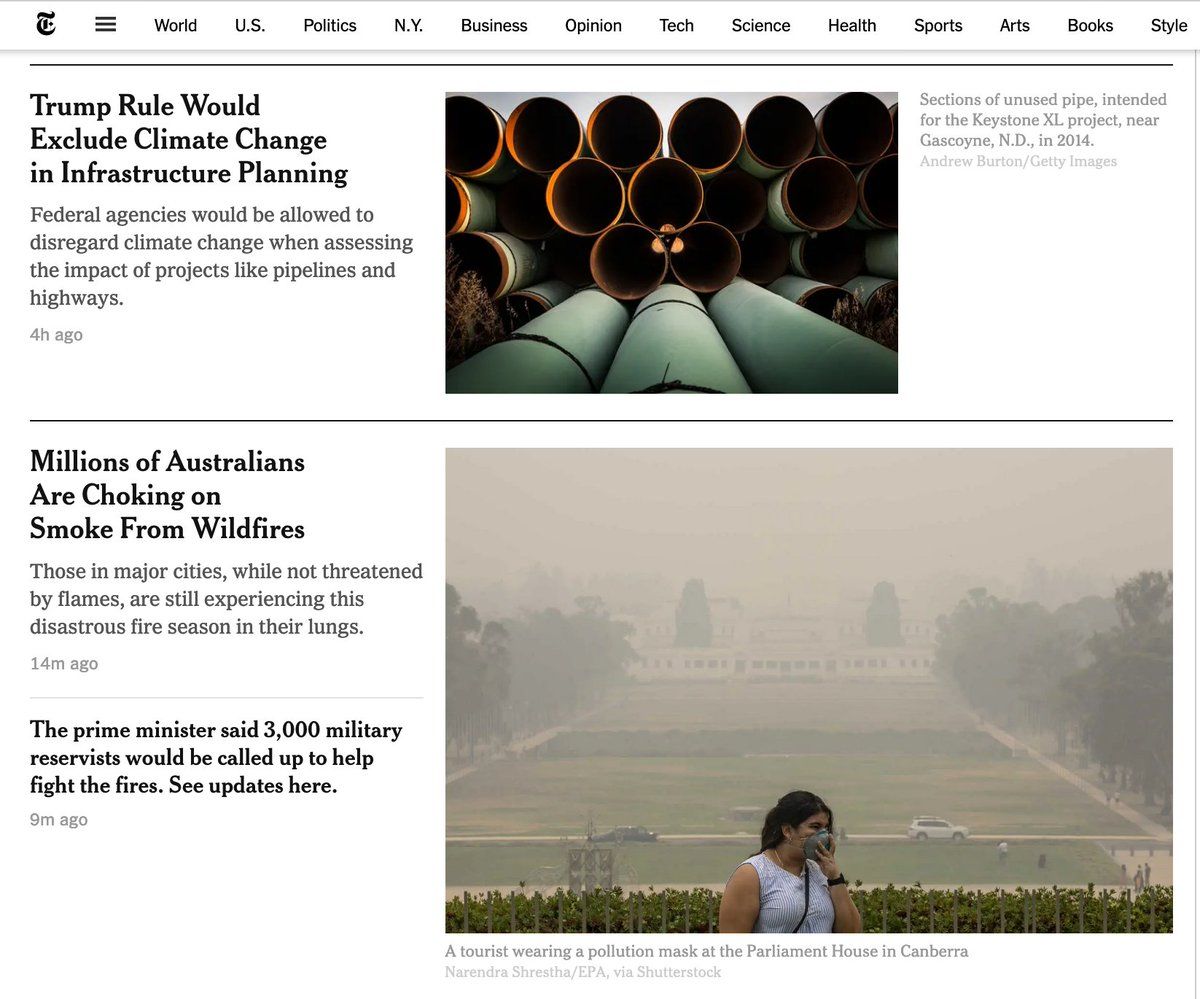 World U.S. Politics N.Y. Business Opinion Tech Science Health Sports Arts Books Style
Trump Rule Would
Exclude Climate Change
in Infrastructure Planning
Federal agencies would be allowed to
disregard climate change when assessing
the impact of projects like pipelines and
highways.
4h ago
Sections of unused pipe, intended
for the Keystone XL project, near
Gascoyne, N.D., in 2014.
Andrew Burton/Getty Images
Millions of Australians
Are Choking on
Smoke From Wildfires
Those in major cities, while not threatened
by flames, are still experiencing this
disastrous fire season in their lungs.
14m ago
The prime minister said 3,000 military
reservists would be called up to help
fight the fires. See updates here.
9m ago
A tourist wearing a pollution mask at the Parliament House in Canberra
Narendra Shrestha/EPA, via Shutterstock